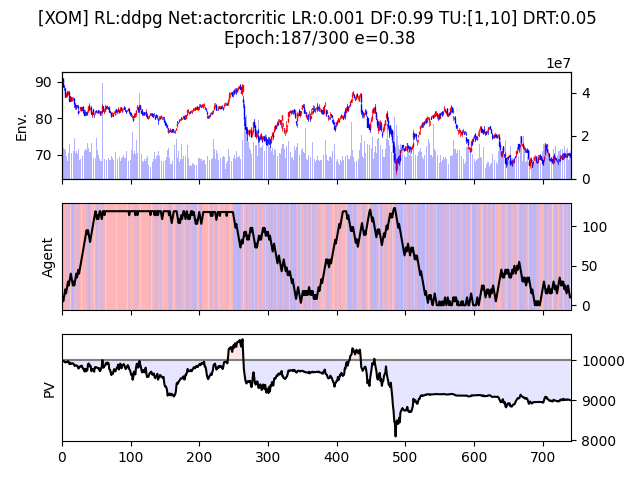 [XOM] RL:ddpg Net:actorcritic LR:0.001 DF:0.99 TU:[1,10] DRT:0.05
Epoch:187/300 e=0.38
1e7
90
80
70
Env.
4
2
0
Agent
100
50
0
PV
10000
9000
8000
0 100 200 300 400 500 600 700